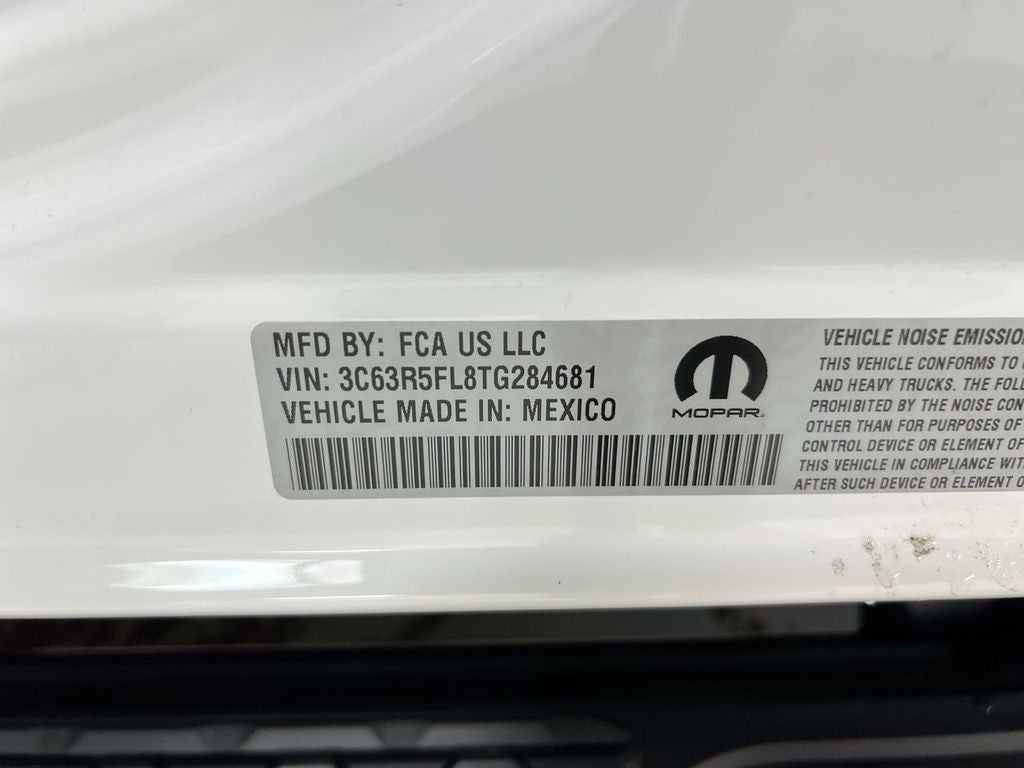 MFD BY: FCA US LLC
VIN: 3C63R5FL8TG284681
VEHICLE MADE IN: MEXICO
MOPAR
VEHICLE NOISE EMISSION
THIS VEHICLE CONFORMS TO
AND HEAVY TRUCKS. THE FOLL
PROHIBITED BY THE NOISE CON
OTHER THAN FOR PURPOSES OF
CONTROL DEVICE OR ELEMENT OF
THIS VEHICLE IN COMPLIANCE WIT
AFTER SUCH DEVICE OR ELEMENT O